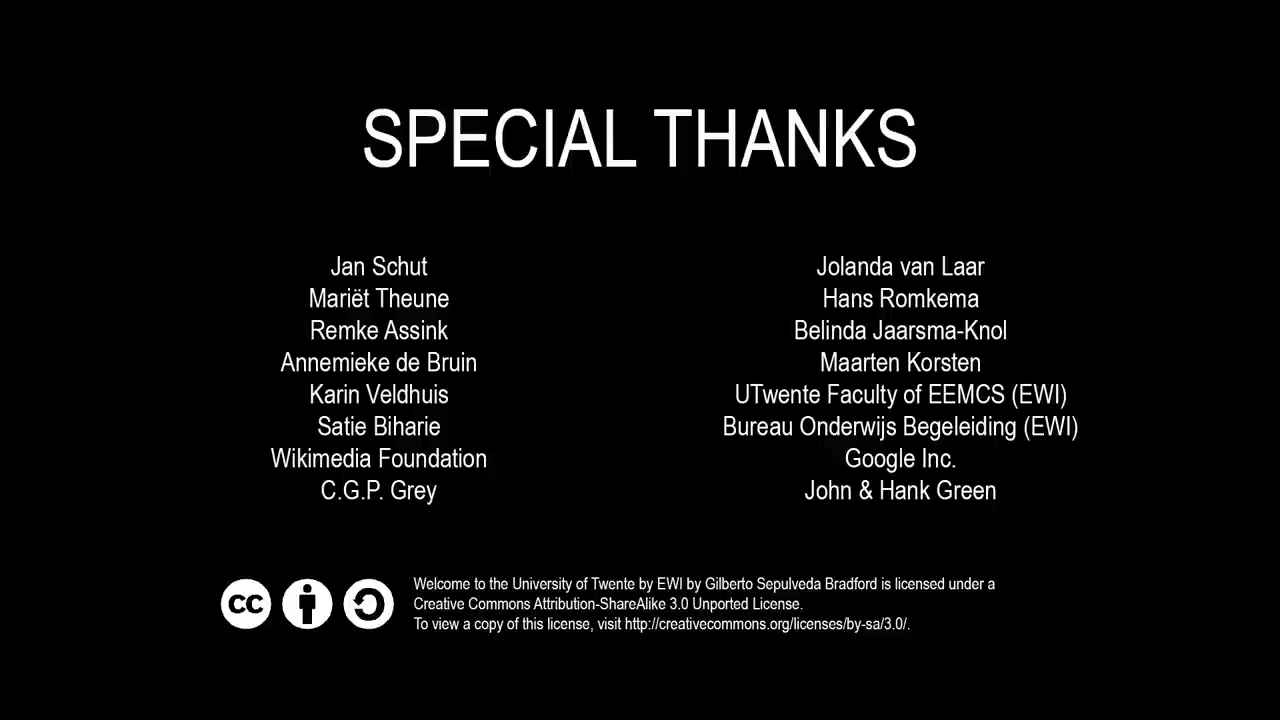 SPECIAL THANKS
Jan Schut
Mariët Theune
Remke Assink
Annemieke de Bruin
Karin Veldhuis
Satie Biharie
Wikimedia Foundation
C.G.P. Grey
Jolanda van Laar
Hans Romkema
Belinda Jaarsma-Knol
Maarten Korsten
UTwente Faculty of EEMCS (EWI)
Bureau Onderwijs Begeleiding (EWI)
Google Inc.
John & Hank Green
cc
Welcome to the University of Twente by EWI by Gilberto Sepulveda Bradford is licensed under a
Creative Commons Attribution-ShareAlike 3.0 Unported License.
To view a copy of this license, visit http://creativecommons.org/licenses/by-sa/3.0/.